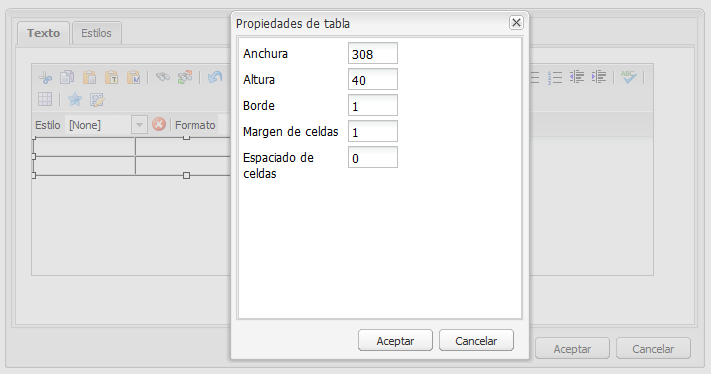 Propiedades de tabla
Texto Estilos
Anchura 308
Altura 40
Borde 1
Margen de celdas 1
Espaciado de celdas 0
Estilo [None] Formato
Aceptar Cancelar
Aceptar Cancelar